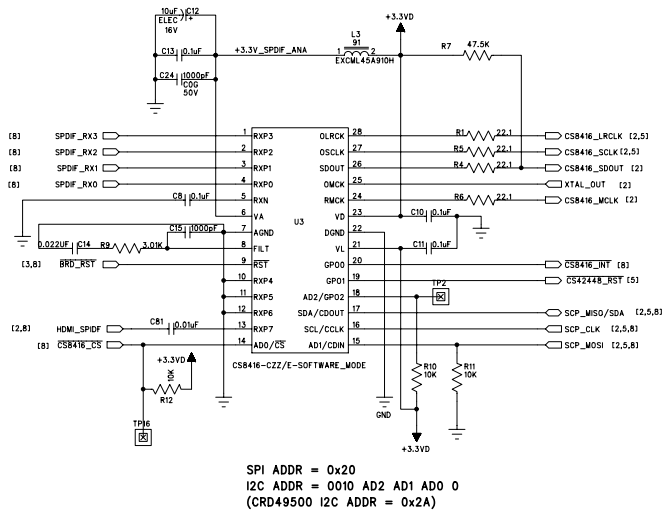 10uF C12
ELEC
16V
C13 0.1uF
C24 1000pF
COG
50V
+3.3V_SPDIF_ANA
L3
91
1 2
EXCML45A910H
+3.3VD
R7 47.5K
[8] SPDIF_RX3 1 RXP3 OLRCK 28 R1 22.1 CS8416_LRCLK [2,5]
[8] SPDIF_RX2 2 RXP2 OSCLK 27 R5 22.1 CS8416_SCLK [2,5]
[8] SPDIF_RX1 3 RXP1 SDOUT 26 R4 22.1 CS8416_SDOUT [2]
[8] SPDIF_RX0 4 RXP0 OMCK 25 XTAL_OUT [2]
C8 0.1uF 5 RXN RMCK 24 R6 22.1 CS8416_MCLK [2]
6 VA U3 VD 23 C10 0.1uF
C15 1000pF 7 AGND DGND 22
0.022UF C14 R9 3.01K 8 FILT VL 21 C11 0.1uF
[3,8] BRD_RST 9 RST GPO0 20 CS8416_INT [8]
10 RXP4 GPO1 19 CS42448_RST [5]
11 RXP5 AD2/GPO2 18 TP2
12 RXP6 SDA/CDOUT 17 SCP_MISO/SDA [2,5,8]
[2,8] HDMI_SPIDF C81 0.01uF 13 RXP7 SCL/CCLK 16 SCP_CLK [2,5,8]
[8] CS8416_CS 14 AD0/CS AD1/CDIN 15 SCP_MOSI [2,5,8]
CS8416-CZZ/E-SOFTWARE_MODE
+3.3VD
10K
R12
R10
10K
R11
10K
TP16
GND
+3.3VD
SPI ADDR = 0x20
I2C ADDR = 0010 AD2 AD1 AD0 0
(CRD49500 I2C ADDR = 0x2A)